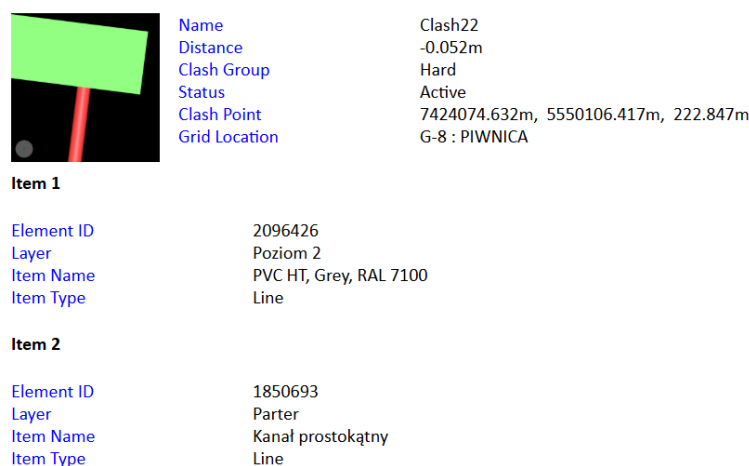 Name Clash22
Distance -0.052m
Clash Group Hard
Status Active
Clash Point 7424074.632m, 5550106.417m, 222.847m
Grid Location G-8 : PIWNICA
Item 1
Element ID 2096426
Layer Poziom 2
Item Name PVC HT, Grey, RAL 7100
Item Type Line
Item 2
Element ID 1850693
Layer Parter
Item Name Kanał prostokątny
Item Type Line